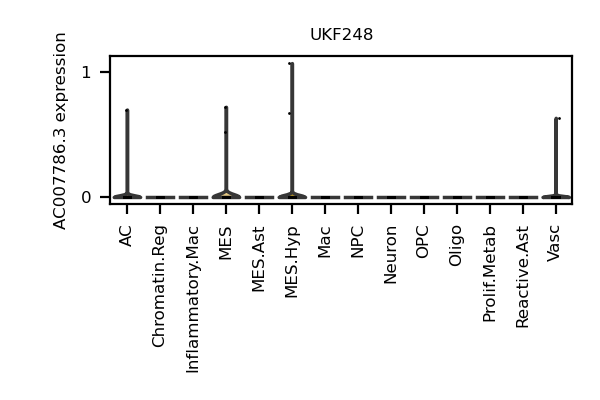 UKF248
AC007786.3 expression
1
0
AC
Chromatin.Reg
Inflammatory.Mac
MES
MES.Ast
MES.Hyp
Mac
NPC
Neuron
OPC
Oligo
Prolif.Metab
Reactive.Ast
Vasc